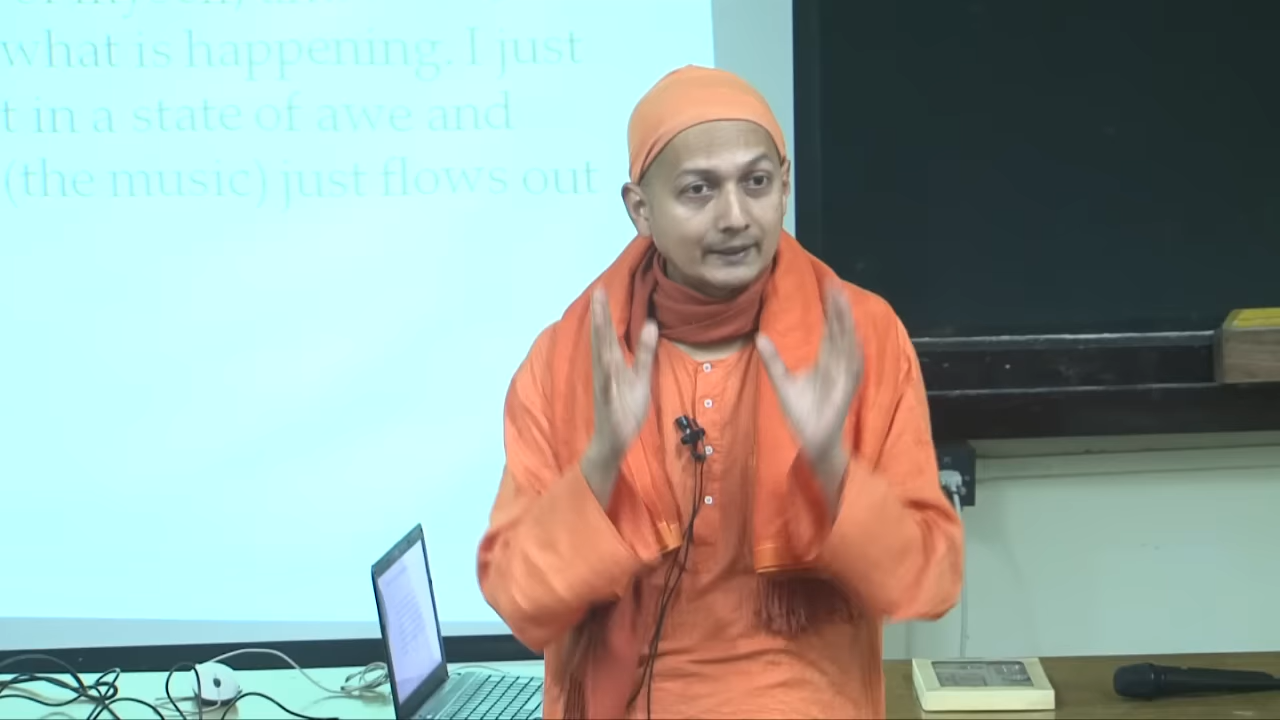 what is happening. I just
t in a state of awe and
(the music) just flows out